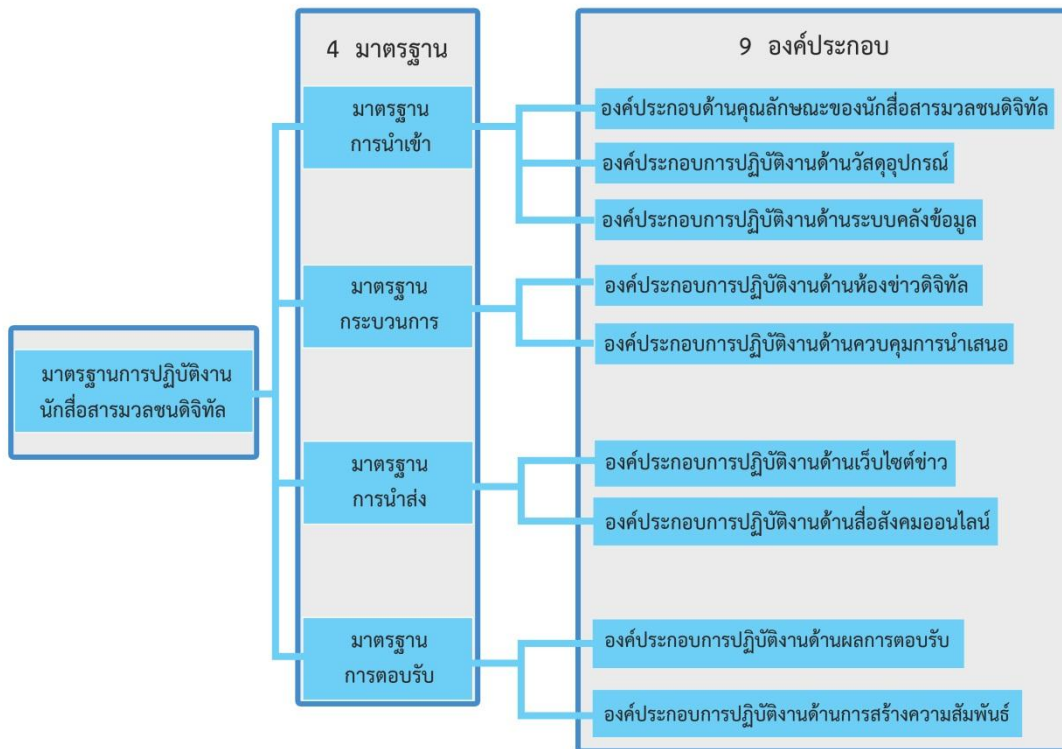 4 มาตรฐาน
9 องค์ประกอบ
มาตรฐานการปฏิบัติงาน
นักสื่อสารมวลชนดิจิทัล
มาตรฐาน
การนำเข้า
องค์ประกอบด้านคุณลักษณะของนักสื่อสารมวลชนดิจิทัล
องค์ประกอบการปฏิบัติงานด้านวัสดุอุปกรณ์
องค์ประกอบการปฏิบัติงานด้านระบบคลังข้อมูล
มาตรฐาน
กระบวนการ
องค์ประกอบการปฏิบัติงานด้านห้องข่าวดิจิทัล
องค์ประกอบการปฏิบัติงานด้านควบคุมการนำเสนอ
มาตรฐาน
การนำส่ง
องค์ประกอบการปฏิบัติงานด้านเว็บไซต์ข่าว
องค์ประกอบการปฏิบัติงานด้านสื่อสังคมออนไลน์
มาตรฐาน
การตอบรับ
องค์ประกอบการปฏิบัติงานด้านผลการตอบรับ
องค์ประกอบการปฏิบัติงานด้านการสร้างความสัมพันธ์